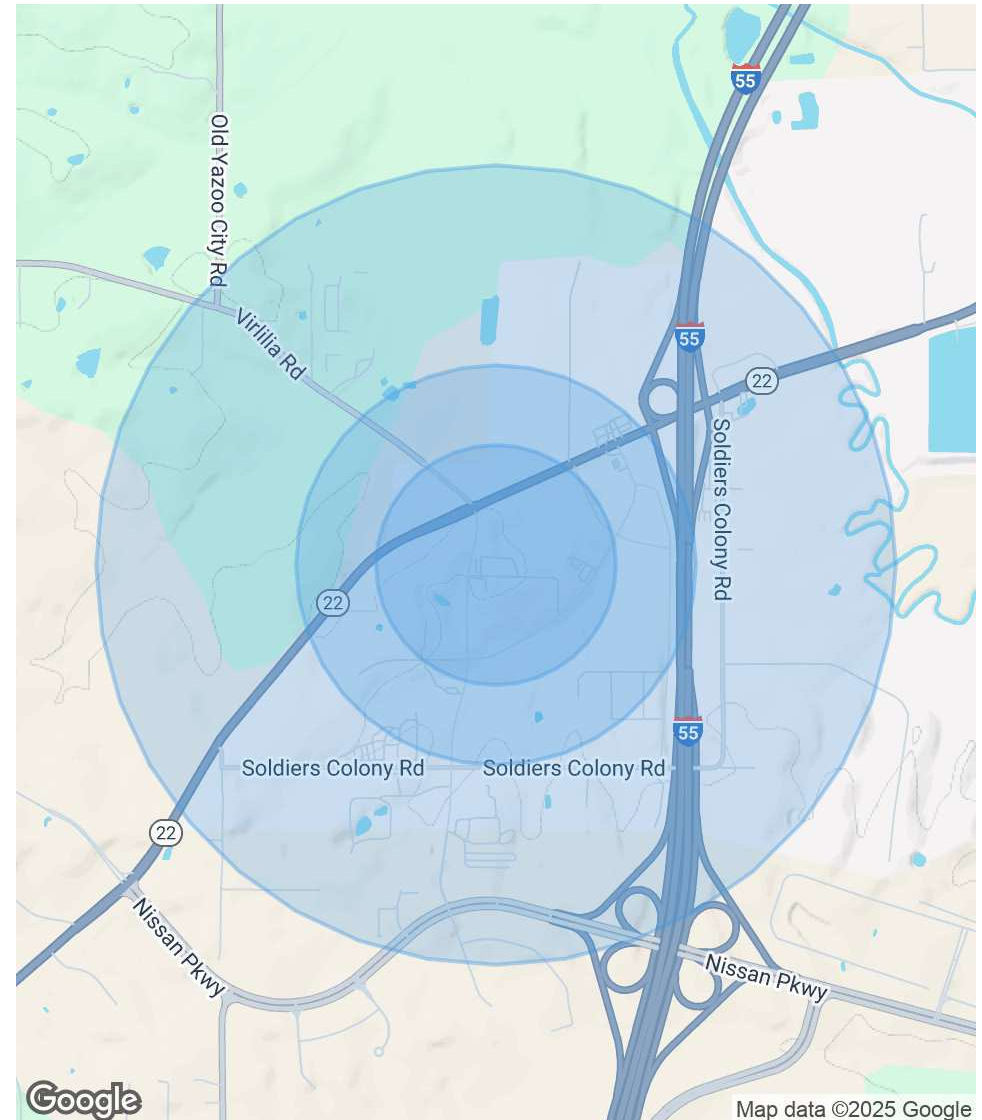 55
Old Yazoo City Rd
Virlilia Rd
55
22
Soldiers Colony Rd
22
55
Soldiers Colony Rd
Soldiers Colony Rd
22
Nissan Pkwy
Nissan Pkwy
Google
Map data ©2025 Google